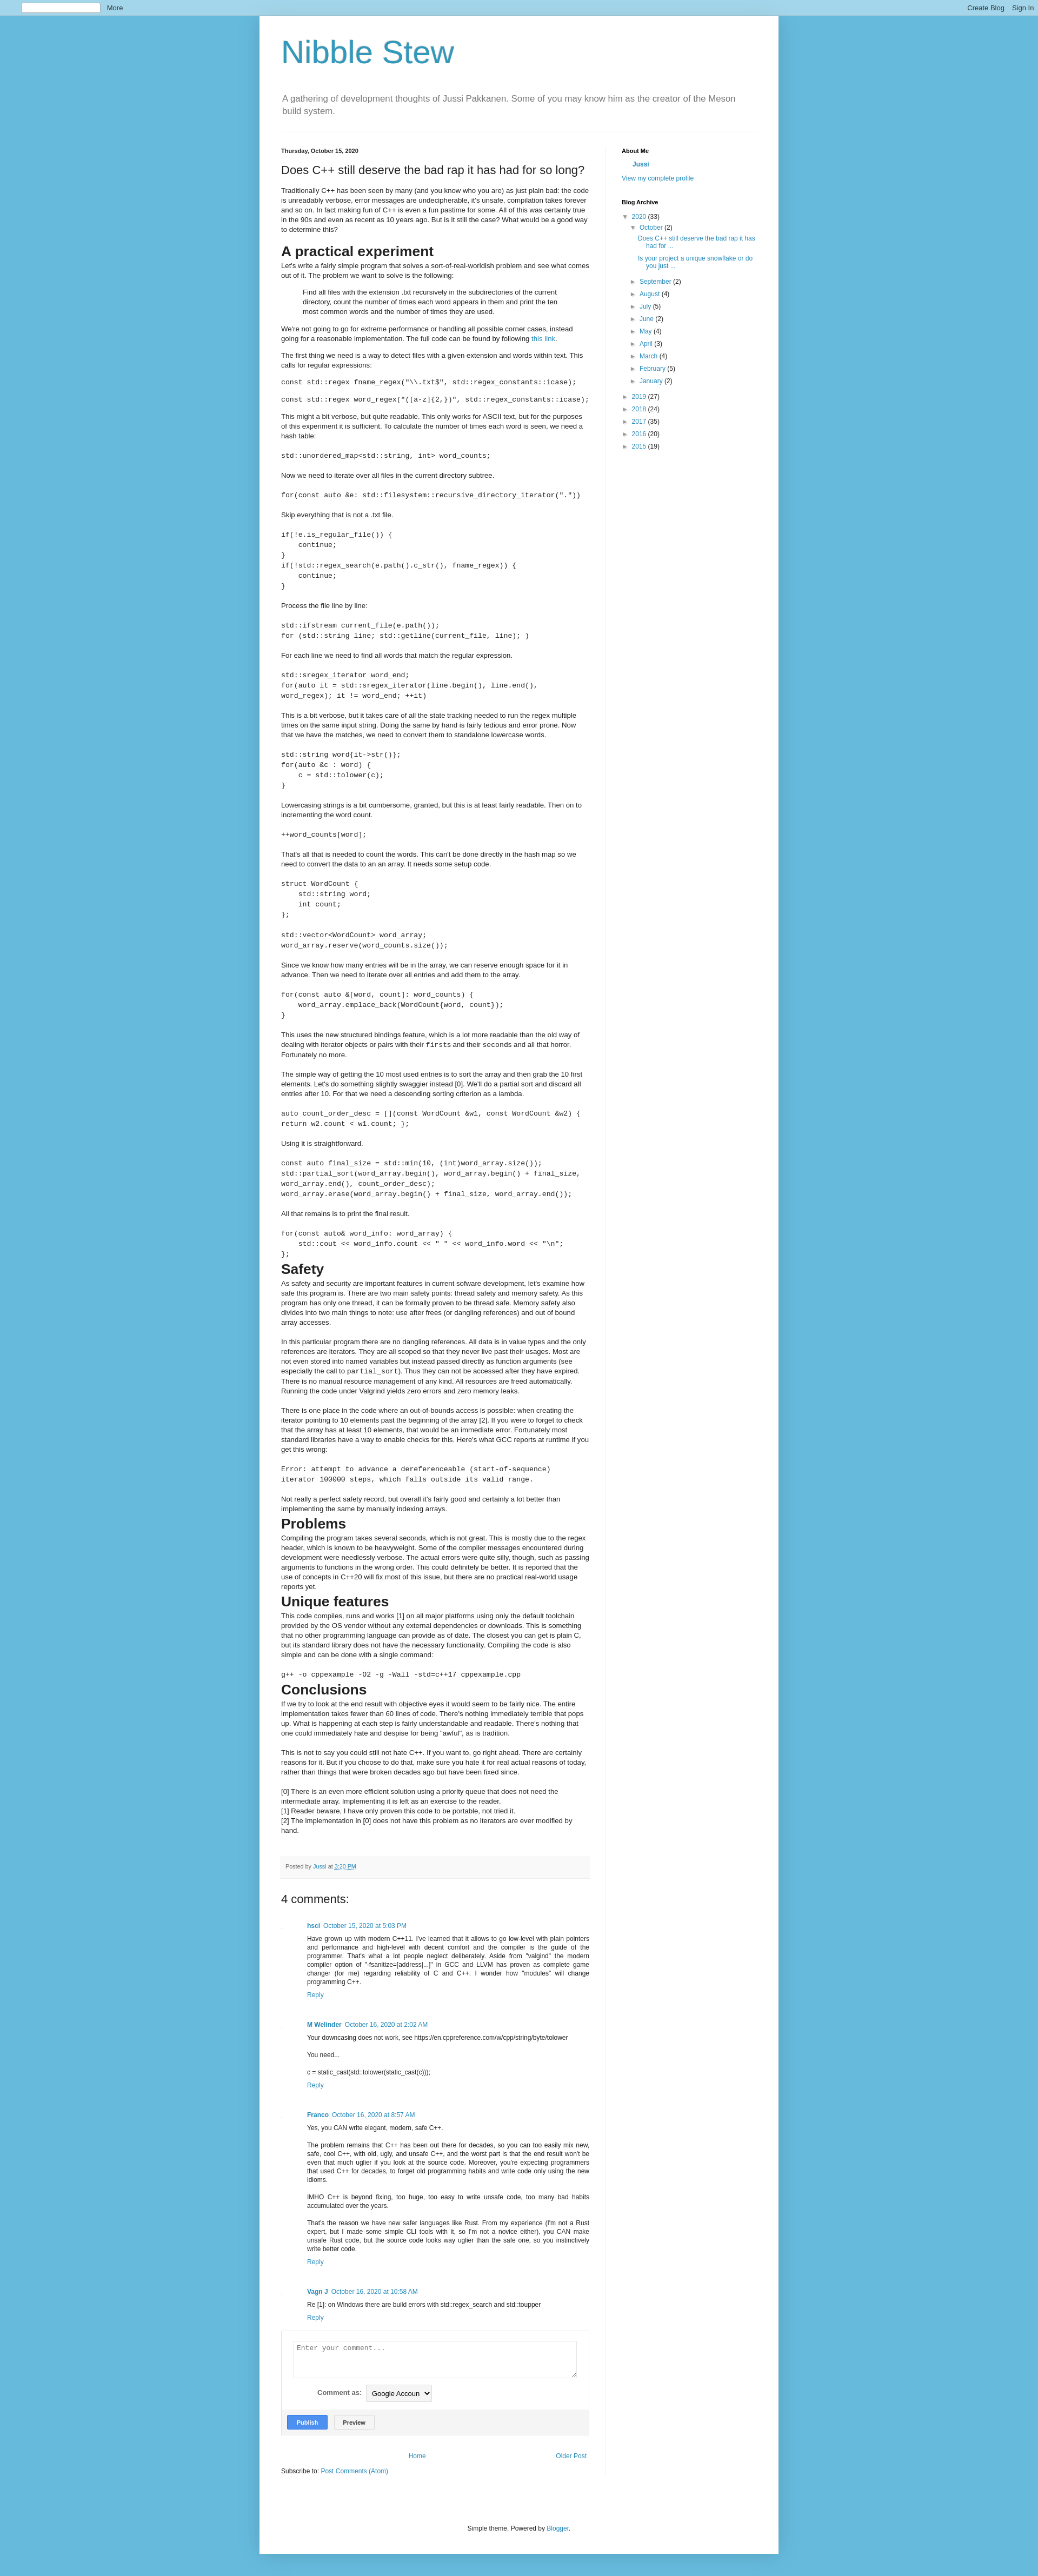 More
Create Blog Sign In
Nibble Stew
A gathering of development thoughts of Jussi Pakkanen. Some of you may know him as the creator of the Meson
build system.
Thursday, October 15, 2020
Does C++ still deserve the bad rap it has had for so long?
Traditionally C++ has been seen by many (and you know who you are) as just plain bad: the code
is unreadably verbose, error messages are undecipherable, it's unsafe, compilation takes forever
and so on. In fact making fun of C++ is even a fun pastime for some. All of this was certainly true
in the 90s and even as recent as 10 years ago. But is it still the case? What would be a good way
to determine this?
A practical experiment
Let's write a fairly simple program that solves a sort-of-real-worldish problem and see what comes
out of it. The problem we want to solve is the following:
Find all files with the extension .txt recursively in the subdirectories of the current
directory, count the number of times each word appears in them and print the ten
most common words and the number of times they are used.
We're not going to go for extreme performance or handling all possible corner cases, instead
going for a reasonable implementation. The full code can be found by following this link.
The first thing we need is a way to detect files with a given extension and words within text. This
calls for regular expressions:
const std::regex fname_regex("\\.txt$", std::regex_constants::icase);
const std::regex word_regex("([a-z]{2,})", std::regex_constants::icase);
This might a bit verbose, but quite readable. This only works for ASCII text, but for the purposes
of this experiment it is sufficient. To calculate the number of times each word is seen, we need a
hash table:
std::unordered_map<std::string, int> word_counts;
Now we need to iterate over all files in the current directory subtree.
for(const auto &e: std::filesystem::recursive_directory_iterator("."))
Skip everything that is not a .txt file.
if(!e.is_regular_file()) {
    continue;
}
if(!std::regex_search(e.path().c_str(), fname_regex)) {
    continue;
}
Process the file line by line:
std::ifstream current_file(e.path());
for (std::string line; std::getline(current_file, line); )
For each line we need to find all words that match the regular expression.
std::sregex_iterator word_end;
for(auto it = std::sregex_iterator(line.begin(), line.end(),
word_regex); it != word_end; ++it)
This is a bit verbose, but it takes care of all the state tracking needed to run the regex multiple
times on the same input string. Doing the same by hand is fairly tedious and error prone. Now
that we have the matches, we need to convert them to standalone lowercase words.
std::string word{it->str()};
for(auto &c : word) {
    c = std::tolower(c);
}
Lowercasing strings is a bit cumbersome, granted, but this is at least fairly readable. Then on to
incrementing the word count.
++word_counts[word];
That's all that is needed to count the words. This can't be done directly in the hash map so we
need to convert the data to an an array. It needs some setup code.
struct WordCount {
    std::string word;
    int count;
};
std::vector<WordCount> word_array;
word_array.reserve(word_counts.size());
Since we know how many entries will be in the array, we can reserve enough space for it in
advance. Then we need to iterate over all entries and add them to the array.
for(const auto &[word, count]: word_counts) {
    word_array.emplace_back(WordCount{word, count});
}
This uses the new structured bindings feature, which is a lot more readable than the old way of
dealing with iterator objects or pairs with their firsts and their seconds and all that horror.
Fortunately no more.
The simple way of getting the 10 most used entries is to sort the array and then grab the 10 first
elements. Let's do something slightly swaggier instead [0]. We'll do a partial sort and discard all
entries after 10. For that we need a descending sorting criterion as a lambda.
auto count_order_desc = [](const WordCount &w1, const WordCount &w2) {
return w2.count < w1.count; };
Using it is straightforward.
const auto final_size = std::min(10, (int)word_array.size());
std::partial_sort(word_array.begin(), word_array.begin() + final_size,
word_array.end(), count_order_desc);
word_array.erase(word_array.begin() + final_size, word_array.end());
All that remains is to print the final result.
for(const auto& word_info: word_array) {
    std::cout << word_info.count << " " << word_info.word << "\n";
};
Safety
As safety and security are important features in current sofware development, let's examine how
safe this program is. There are two main safety points: thread safety and memory safety. As this
program has only one thread, it can be formally proven to be thread safe. Memory safety also
divides into two main things to note: use after frees (or dangling references) and out of bound
array accesses.
In this particular program there are no dangling references. All data is in value types and the only
references are iterators. They are all scoped so that they never live past their usages. Most are
not even stored into named variables but instead passed directly as function arguments (see
especially the call to partial_sort). Thus they can not be accessed after they have expired.
There is no manual resource management of any kind. All resources are freed automatically.
Running the code under Valgrind yields zero errors and zero memory leaks.
There is one place in the code where an out-of-bounds access is possible: when creating the
iterator pointing to 10 elements past the beginning of the array [2]. If you were to forget to check
that the array has at least 10 elements, that would be an immediate error. Fortunately most
standard libraries have a way to enable checks for this. Here's what GCC reports at runtime if you
get this wrong:
Error: attempt to advance a dereferenceable (start-of-sequence)
iterator 100000 steps, which falls outside its valid range.
Not really a perfect safety record, but overall it's fairly good and certainly a lot better than
implementing the same by manually indexing arrays.
Problems
Compiling the program takes several seconds, which is not great. This is mostly due to the regex
header, which is known to be heavyweight. Some of the compiler messages encountered during
development were needlessly verbose. The actual errors were quite silly, though, such as passing
arguments to functions in the wrong order. This could definitely be better. It is reported that the
use of concepts in C++20 will fix most of this issue, but there are no practical real-world usage
reports yet.
Unique features
This code compiles, runs and works [1] on all major platforms using only the default toolchain
provided by the OS vendor without any external dependencies or downloads. This is something
that no other programming language can provide as of date. The closest you can get is plain C,
but its standard library does not have the necessary functionality. Compiling the code is also
simple and can be done with a single command:
g++ -o cppexample -O2 -g -Wall -std=c++17 cppexample.cpp
Conclusions
If we try to look at the end result with objective eyes it would seem to be fairly nice. The entire
implementation takes fewer than 60 lines of code. There's nothing immediately terrible that pops
up. What is happening at each step is fairly understandable and readable. There's nothing that
one could immediately hate and despise for being "awful", as is tradition.
This is not to say you could still not hate C++. If you want to, go right ahead. There are certainly
reasons for it. But if you choose to do that, make sure you hate it for real actual reasons of today,
rather than things that were broken decades ago but have been fixed since.
[0] There is an even more efficient solution using a priority queue that does not need the
intermediate array. Implementing it is left as an exercise to the reader.
[1] Reader beware, I have only proven this code to be portable, not tried it.
[2] The implementation in [0] does not have this problem as no iterators are ever modified by
hand.
Posted by Jussi at 3:20 PM
4 comments:
hsci October 15, 2020 at 5:03 PM
Have grown up with modern C++11. I've learned that it allows to go low-level with plain pointers
and performance and high-level with decent comfort and the compiler is the guide of the
programmer. That's what a lot people neglect deliberately. Aside from "valgind" the modern
compiler option of "-fsanitize=[address|...]" in GCC and LLVM has proven as complete game
changer (for me) regarding reliability of C and C++. I wonder how "modules" will change
programming C++.
Reply
M Welinder October 16, 2020 at 2:02 AM
Your downcasing does not work, see https://en.cppreference.com/w/cpp/string/byte/tolower
You need...
c = static_cast(std::tolower(static_cast(c)));
Reply
Franco October 16, 2020 at 8:57 AM
Yes, you CAN write elegant, modern, safe C++.
The problem remains that C++ has been out there for decades, so you can too easily mix new,
safe, cool C++, with old, ugly, and unsafe C++, and the worst part is that the end result won't be
even that much uglier if you look at the source code. Moreover, you're expecting programmers
that used C++ for decades, to forget old programming habits and write code only using the new
idioms.
IMHO C++ is beyond fixing, too huge, too easy to write unsafe code, too many bad habits
accumulated over the years.
That's the reason we have new safer languages like Rust. From my experience (I'm not a Rust
expert, but I made some simple CLI tools with it, so I'm not a novice either), you CAN make
unsafe Rust code, but the source code looks way uglier than the safe one, so you instinctively
write better code.
Reply
Vagn J October 16, 2020 at 10:58 AM
Re [1]: on Windows there are build errors with std::regex_search and std::toupper
Reply
Enter your comment...
Comment as: Google Accoun
Publish Preview
Home Older Post
Subscribe to: Post Comments (Atom)
About Me
Jussi
View my complete profile
Blog Archive
▼ 2020 (33)
▼ October (2)
Does C++ still deserve the bad rap it has
had for ...
Is your project a unique snowflake or do
you just ...
► September (2)
► August (4)
► July (5)
► June (2)
► May (4)
► April (3)
► March (4)
► February (5)
► January (2)
► 2019 (27)
► 2018 (24)
► 2017 (35)
► 2016 (20)
► 2015 (19)
Simple theme. Powered by Blogger.